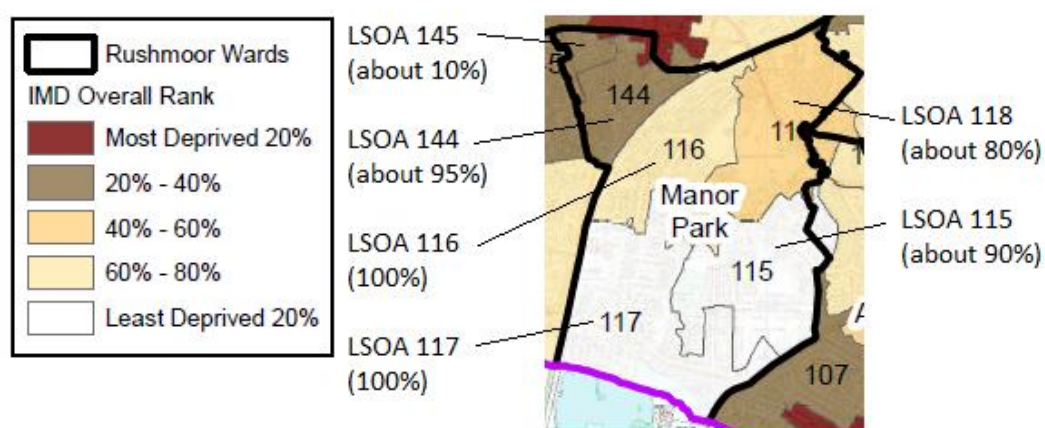 Rushmoor Wards
IMD Overall Rank
Most Deprived 20%
20% - 40%
40% - 60%
60% - 80%
Least Deprived 20%
LSOA 145
(about 10%)
LSOA 144
(about 95%)
LSOA 116
(100%)
LSOA 117
(100%)
5
144
116
11
Manor
Park
115
117
107
A
LSOA 118
(about 80%)
LSOA 115
(about 90%)